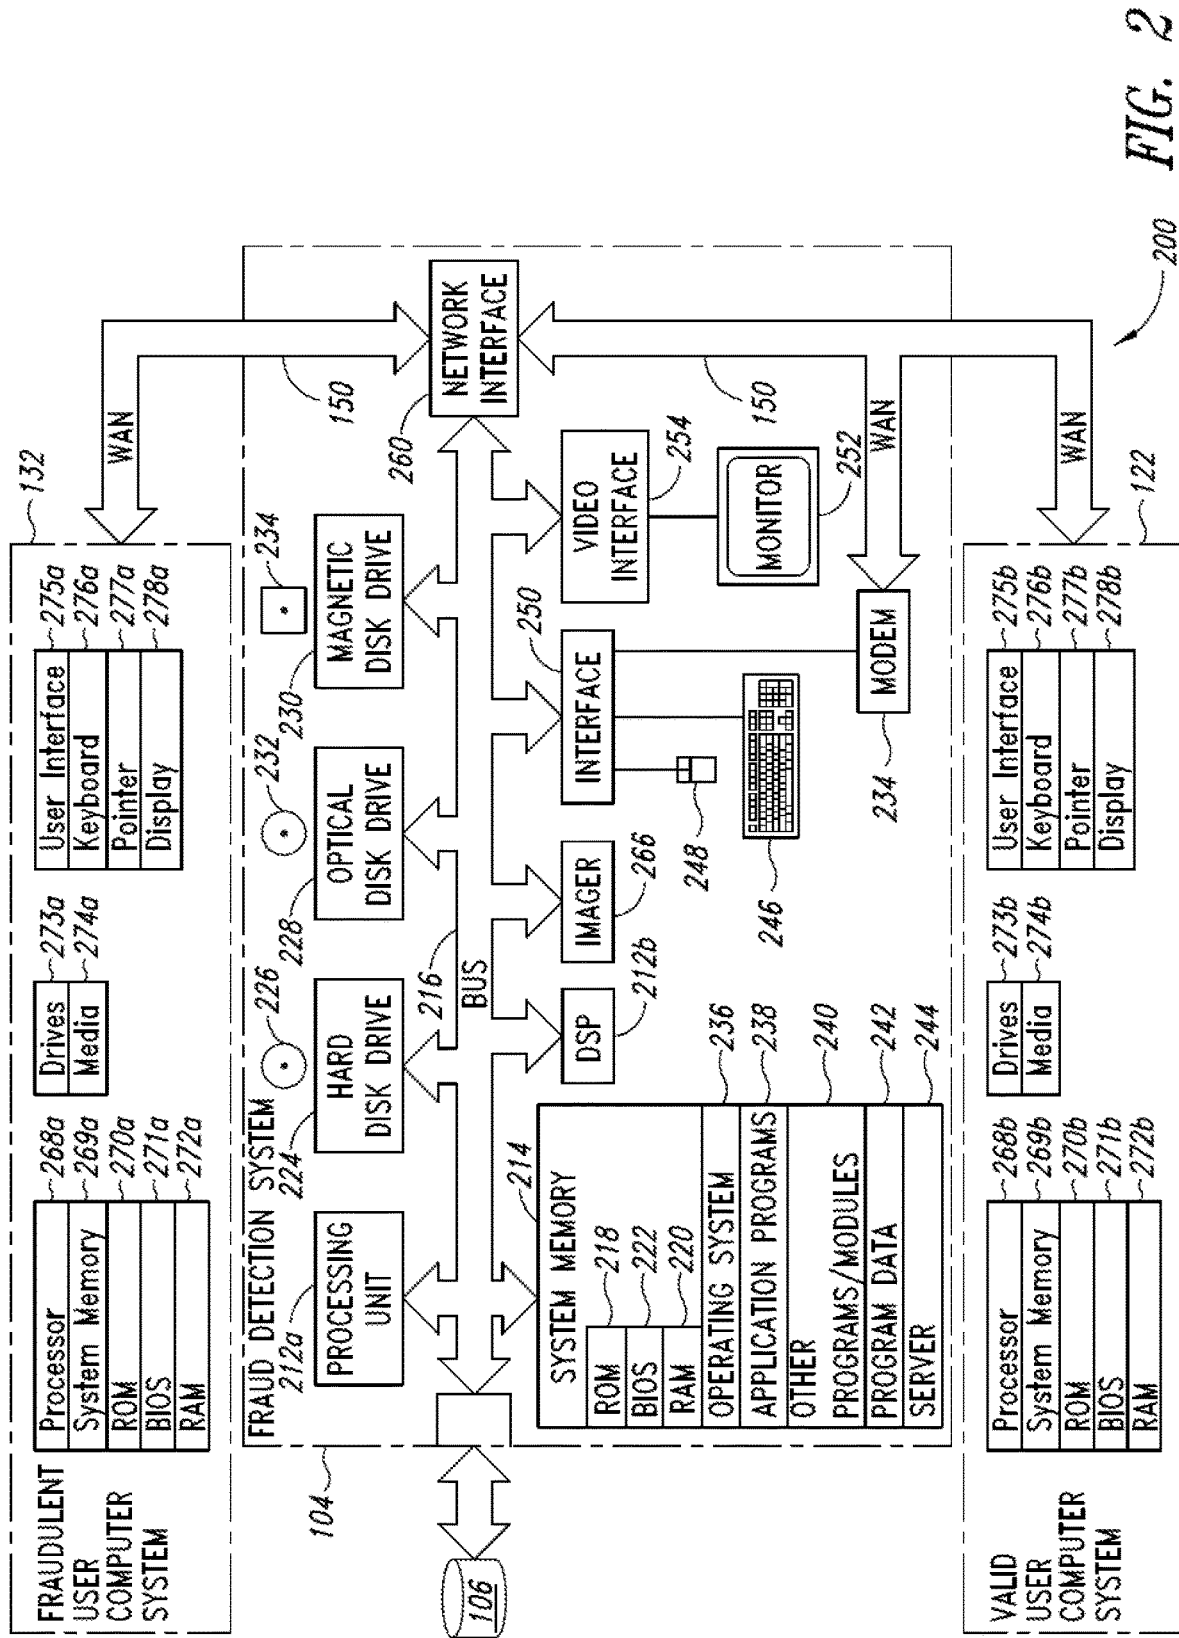 FRAUDULENT
USER
COMPUTER
SYSTEM
132
Processor
268a
System Memory
269a
ROM
270a
BIOS
271a
RAM
272a
Drives
273a
Media
274a
User Interface
275a
Keyboard
276a
Pointer
277a
Display
278a
WAN
150
104
FRAUD DETECTION SYSTEM
212a
PROCESSING
UNIT
224
HARD
DISK DRIVE
226
228
OPTICAL
DISK DRIVE
232
230
MAGNETIC
DISK DRIVE
234
260
NETWORK
INTERFACE
106
216
BUS
214
SYSTEM MEMORY
ROM
218
BIOS
222
RAM
220
OPERATING SYSTEM
236
APPLICATION PROGRAMS
238
OTHER
PROGRAMS/MODULES
240
PROGRAM DATA
242
SERVER
244
DSP
212b
IMAGER
266
INTERFACE
250
VIDEO
INTERFACE
254
MONITOR
252
248
246
MODEM
234
150
WAN
WAN
VALID
USER
COMPUTER
SYSTEM
122
Processor
268b
System Memory
269b
ROM
270b
BIOS
271b
RAM
272b
Drives
273b
Media
274b
User Interface
275b
Keyboard
276b
Pointer
277b
Display
278b
200
FIG. 2